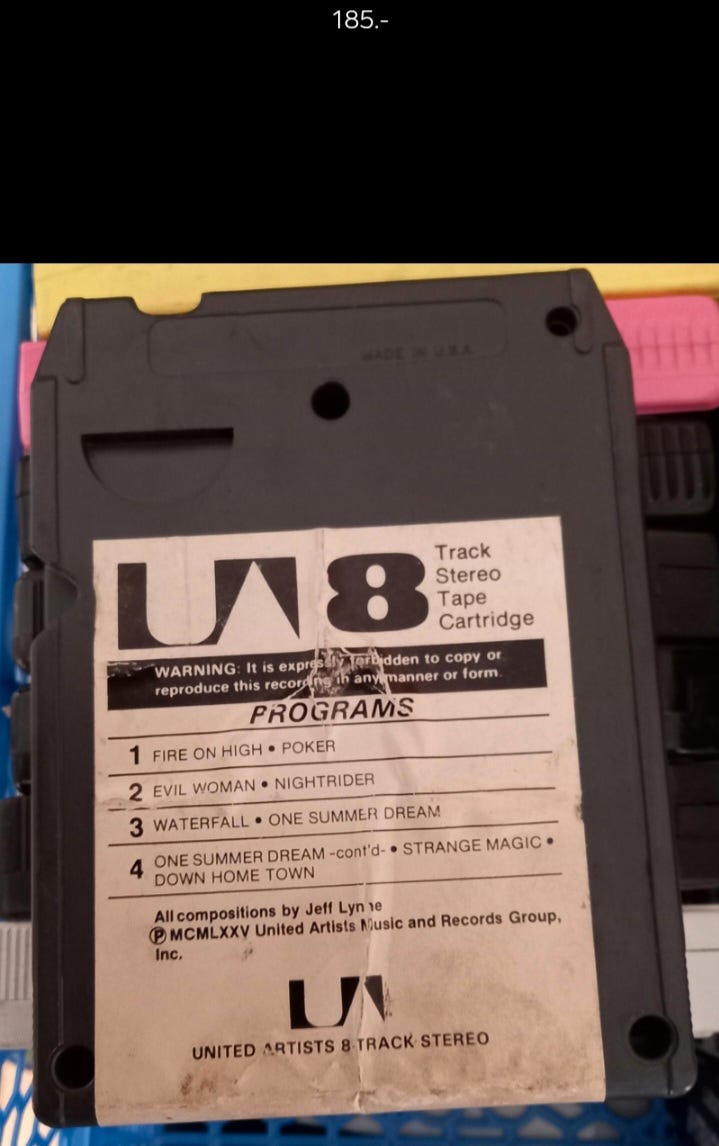 185.-
MADE IN U.S.A.
UA 8 Track
Stereo
Tape
Cartridge
WARNING: It is expressly forbidden to copy or
reproduce this recording in any manner or form.
PROGRAMS
1 FIRE ON HIGH • POKER
2 EVIL WOMAN • NIGHTRIDER
3 WATERFALL • ONE SUMMER DREAM
4 ONE SUMMER DREAM -cont'd- • STRANGE MAGIC •
DOWN HOME TOWN
All compositions by Jeff Lynne
Ⓟ MCMLXXV United Artists Music and Records Group,
Inc.
UA
UNITED ARTISTS 8 TRACK STEREO